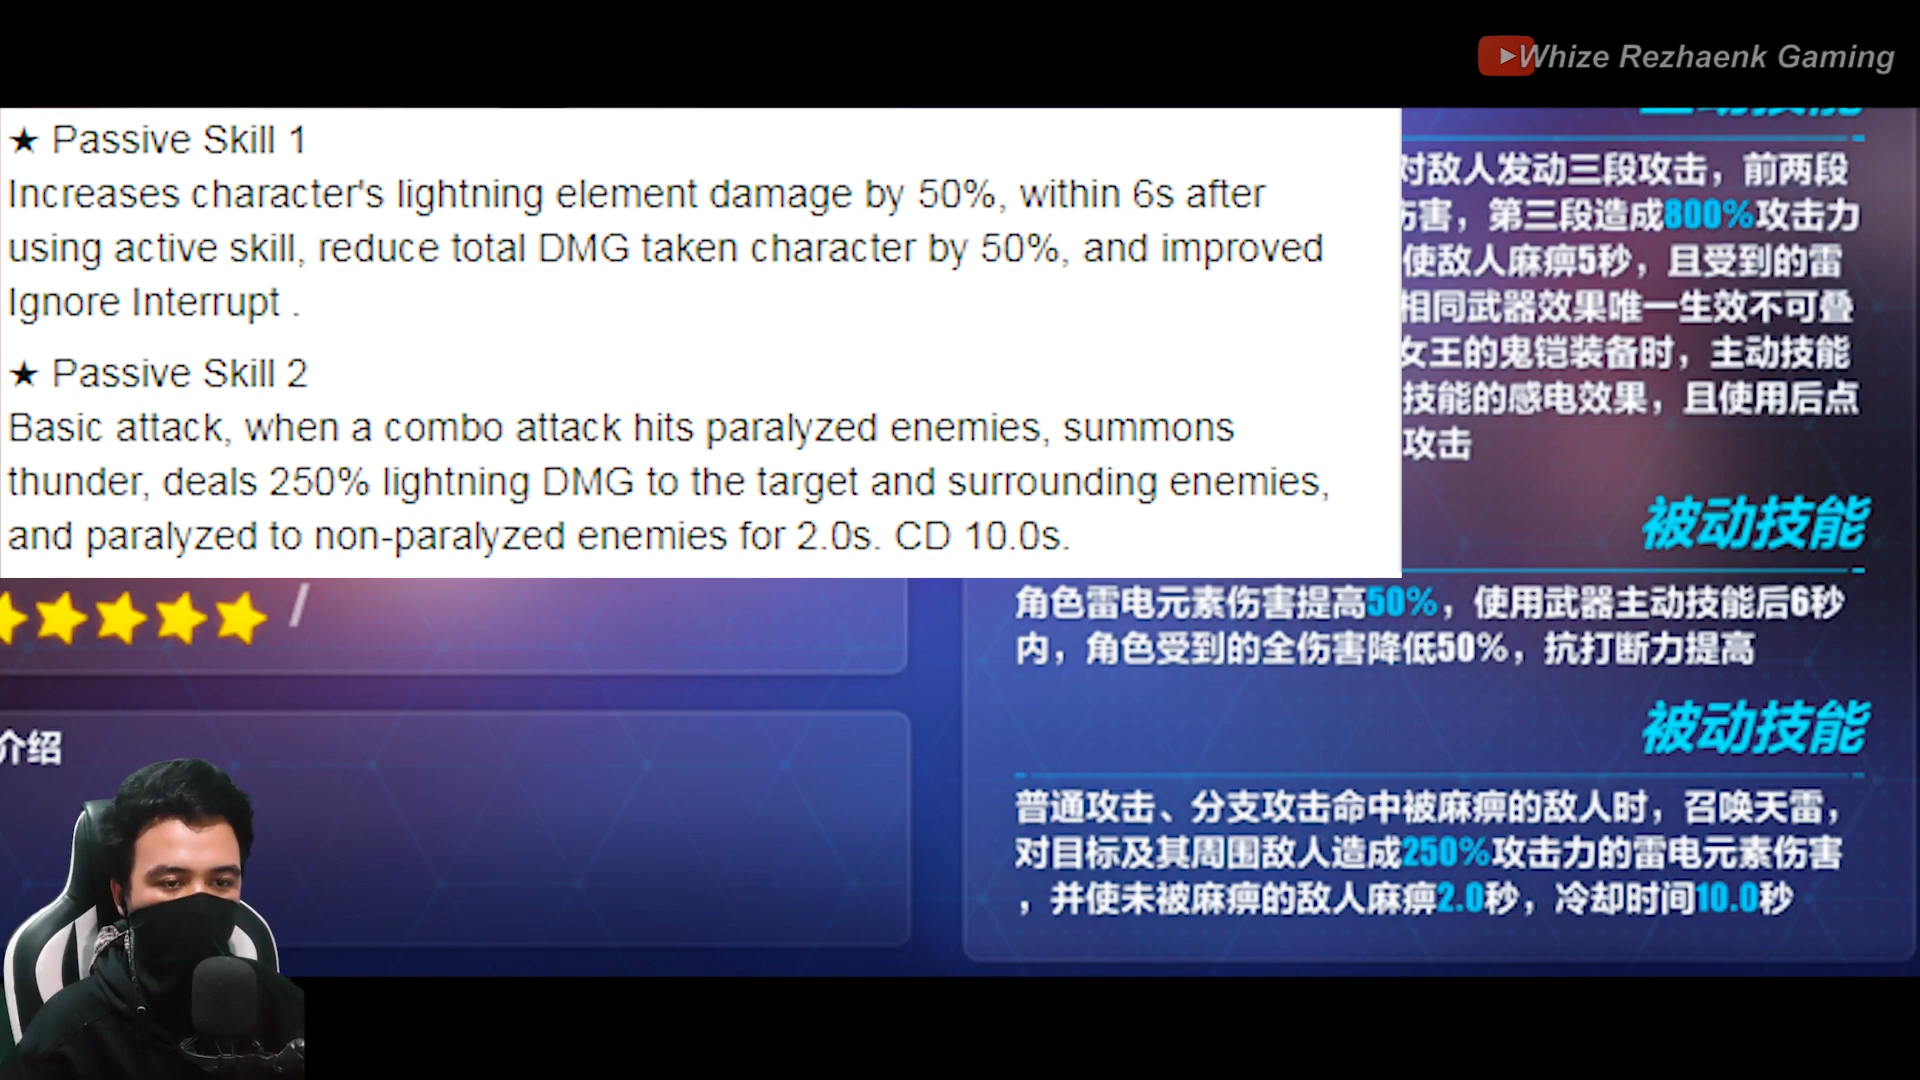 Whize Rezhaenk Gaming
★ Passive Skill 1
Increases character's lightning element damage by 50%, within 6s after
using active skill, reduce total DMG taken character by 50%, and improved
Ignore Interrupt .
★ Passive Skill 2
Basic attack, when a combo attack hits paralyzed enemies, summons
thunder, deals 250% lightning DMG to the target and surrounding enemies,
and paralyzed to non-paralyzed enemies for 2.0s. CD 10.0s.
对敌人发动三段攻击，前两段
伤害，第三段造成800%攻击力
使敌人麻痹5秒，且受到的雷
相同武器效果唯一生效不可叠
女王的鬼铠装备时，主动技能
技能的感电效果，且使用后点
攻击
被动技能
角色雷电元素伤害提高50%，使用武器主动技能后6秒
内，角色受到的全伤害降低50%，抗打断力提高
被动技能
普通攻击、分支攻击命中被麻痹的敌人时，召唤天雷，
对目标及其周围敌人造成250%攻击力的雷电元素伤害
，并使未被麻痹的敌人麻痹2.0秒，冷却时间10.0秒
/
介绍